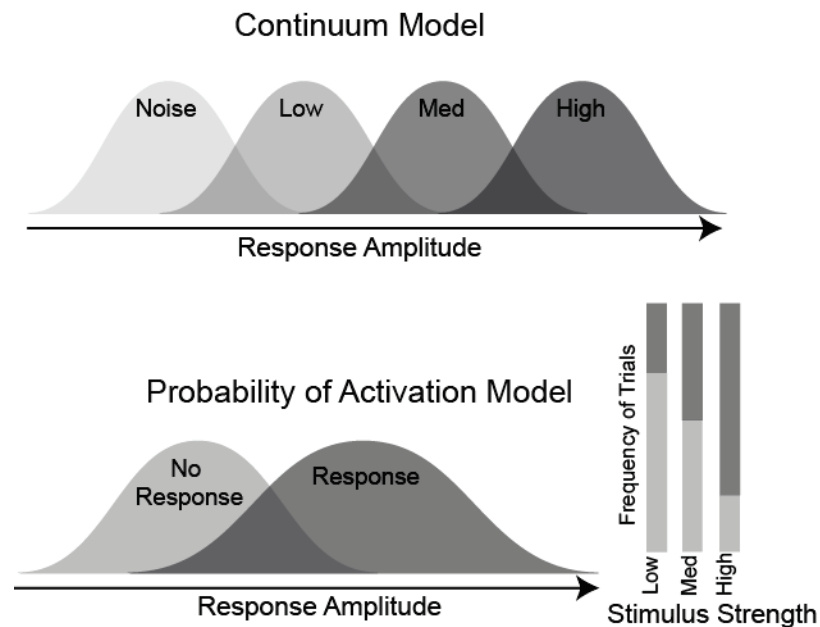 Continuum Model
Noise
Low
Med
High
Response Amplitude
Probability of Activation Model
No
Response
Response
Response Amplitude
Frequency of Trials
Low
Med
High
Stimulus Strength